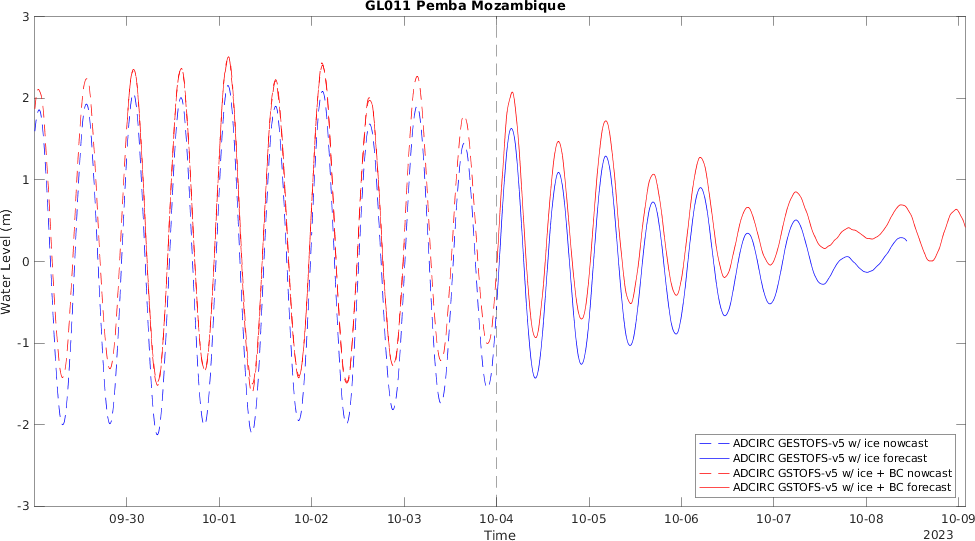 GL011 Pemba Mozambique
3
2
1
0
-1
-2
-3
Water Level (m)
ADCIRC GESTOFS-v5 w/ ice nowcast
ADCIRC GESTOFS-v5 w/ ice forecast
ADCIRC GSTOFS-v5 w/ ice + BC nowcast
ADCIRC GSTOFS-v5 w/ ice + BC forecast
09-30 10-01 10-02 10-03 10-04 10-05 10-06 10-07 10-08 10-09
Time
2023